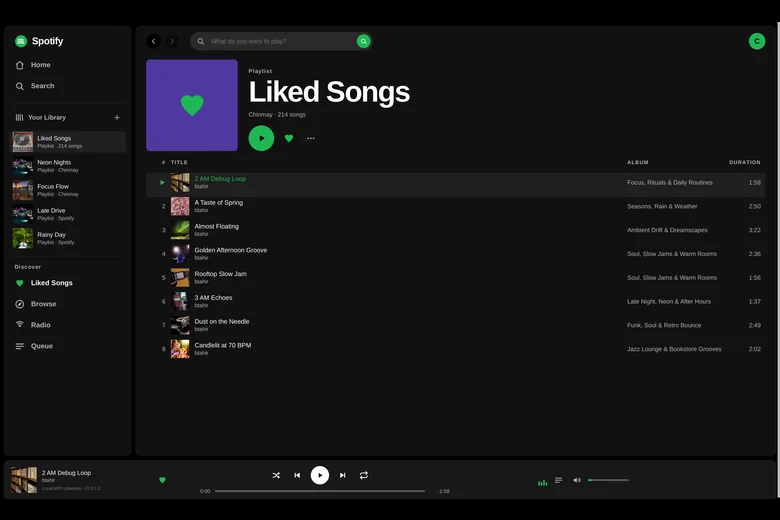 Spotify
Home
Search
Your Library
Liked Songs
Playlist · 214 songs
Neon Nights
Playlist · Chinmay
Focus Flow
Playlist · Chinmay
Late Drive
Playlist · Spotify
Rainy Day
Playlist · Spotify
Discover
Liked Songs
Browse
Radio
Queue
What do you want to play?
C
Playlist
Liked Songs
Chinmay · 214 songs
# TITLE ALBUM DURATION
2 AM Debug Loop Focus, Rituals & Daily Routines 1:58
btahir
2 A Taste of Spring Seasons, Rain & Weather 2:50
btahir
3 Almost Floating Ambient Drift & Dreamscapes 3:22
btahir
4 Golden Afternoon Groove Soul, Slow Jams & Warm Rooms 2:36
btahir
5 Rooftop Slow Jam Soul, Slow Jams & Warm Rooms 1:56
btahir
6 3 AM Echoes Late Night, Neon & After Hours 1:37
btahir
7 Dust on the Needle Funk, Soul & Retro Bounce 2:49
btahir
8 Candlelit at 70 BPM Jazz Lounge & Bookstore Grooves 2:02
btahir
2 AM Debug Loop
btahir
Local MP3 collection · CC0 1.0
0:00 -1:58